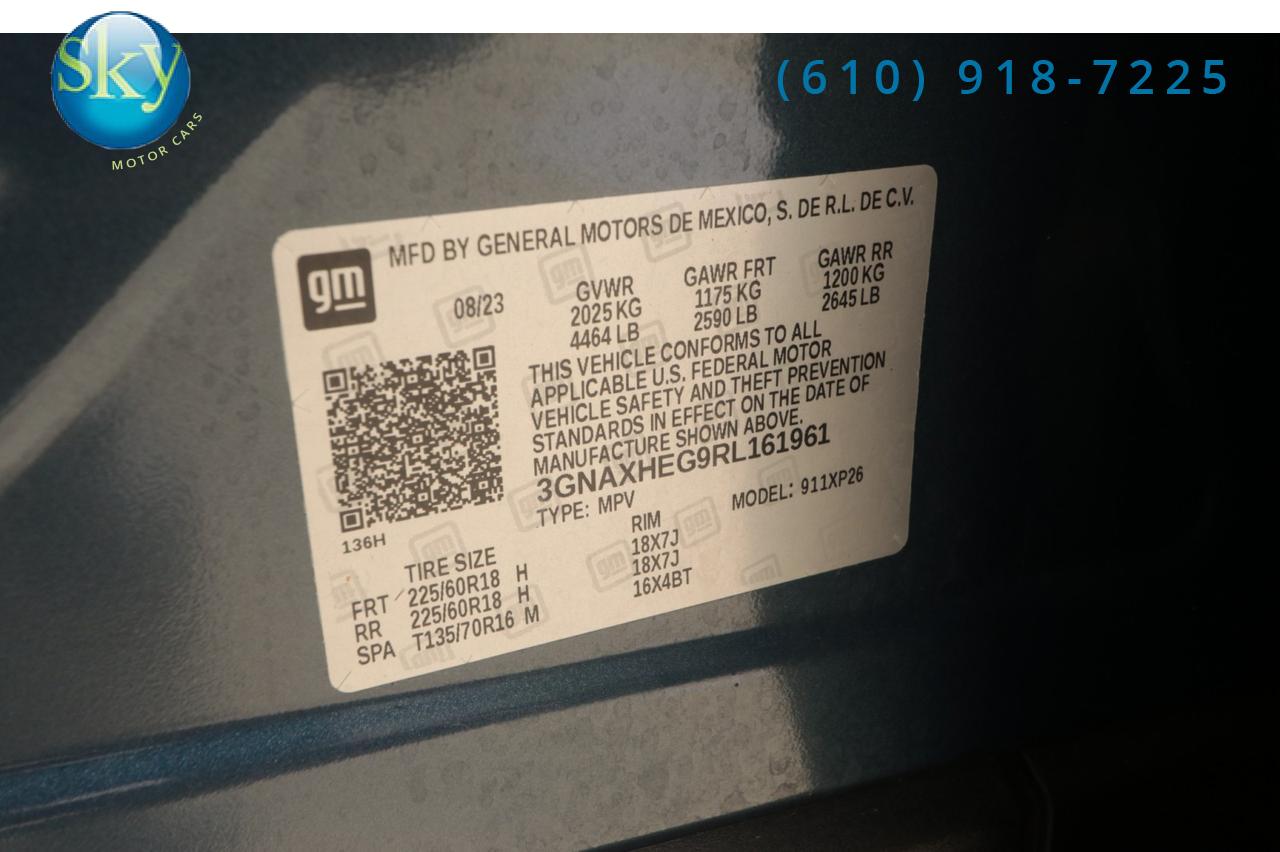 Sky
MOTOR CARS
(610) 918-7225
gm
MFD BY GENERAL MOTORS DE MEXICO, S. DE R.L. DE C.V.
08/23
GVWR
2025 KG
4464 LB
GAWR FRT
1175 KG
2590 LB
GAWR RR
1200 KG
2645 LB
THIS VEHICLE CONFORMS TO ALL
APPLICABLE U.S. FEDERAL MOTOR
VEHICLE SAFETY AND THEFT PREVENTION
STANDARDS IN EFFECT ON THE DATE OF
MANUFACTURE SHOWN ABOVE.
3GNAXHEG9RL161961
TYPE: MPV MODEL: 911XP26
136H
TIRE SIZE RIM
FRT 225/60R18 H 18X7J
RR 225/60R18 H 18X7J
SPA T135/70R16 M 16X4BT